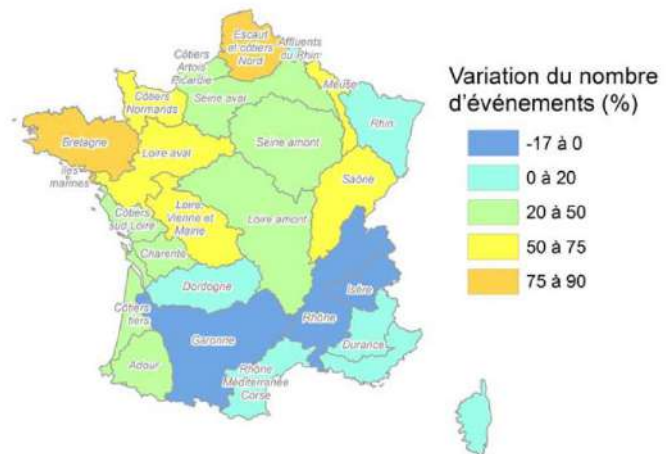 Escaut
et côtiers
Nord
Affluents
du Rhin
Côtiers
Artois
Picardie
Meuse
Côtiers
Normands
Seine aval
Rhin
Bretagne
Seine amont
Loire aval
Iles
marines
Saône
Loire
Vienne et
Maine
Côtiers
sud Loire
Loire amont
Charente
Dordogne
Isère
Côtiers
Rhône
Garonne
Durance
Adour
Rhône
Méditerranée
Corse
Variation du nombre
d'événements (%)
-17 à 0
0 à 20
20 à 50
50 à 75
75 à 90